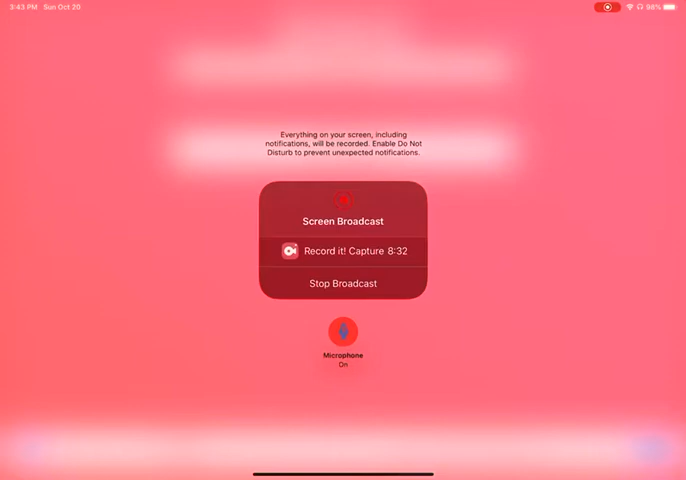 3:43 PM Sun Oct 20
98%
Everything on your screen, including
notifications, will be recorded. Enable Do Not
Disturb to prevent unexpected notifications.
Screen Broadcast
Record it! Capture 8:32
Stop Broadcast
Microphone
On